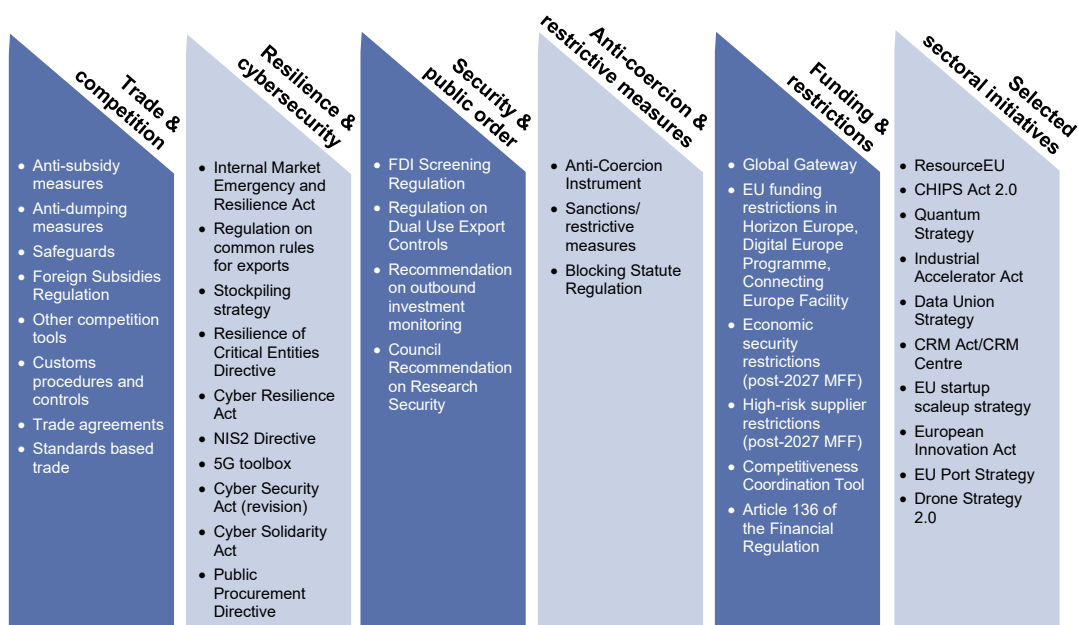 Trade &
competition
• Anti-subsidy
measures
• Anti-dumping
measures
• Safeguards
• Foreign Subsidies
Regulation
• Other competition
tools
• Customs
procedures and
controls
• Trade agreements
• Standards based
trade
Resilience &
cybersecurity
• Internal Market
Emergency and
Resilience Act
• Regulation on
common rules
for exports
• Stockpiling
strategy
• Resilience of
Critical Entities
Directive
• Cyber Resilience
Act
• NIS2 Directive
• 5G toolbox
• Cyber Security
Act (revision)
• Cyber Solidarity
Act
• Public
Procurement
Directive
Security &
public order
• FDI Screening
Regulation
• Regulation on
Dual Use Export
Controls
• Recommendation
on outbound
investment
monitoring
• Council
Recommendation
on Research
Security
Anti-coercion &
restrictive measures
• Anti-Coercion
Instrument
• Sanctions/
restrictive
measures
• Blocking Statute
Regulation
Funding &
restrictions
• Global Gateway
• EU funding
restrictions in
Horizon Europe,
Digital Europe
Programme,
Connecting
Europe Facility
• Economic
security
restrictions
(post-2027 MFF)
• High-risk supplier
restrictions
(post-2027 MFF)
• Competitiveness
Coordination Tool
• Article 136 of
the Financial
Regulation
Selected
sectoral initiatives
• ResourceEU
• CHIPS Act 2.0
• Quantum
Strategy
• Industrial
Accelerator Act
• Data Union
Strategy
• CRM Act/CRM
Centre
• EU startup
scaleup strategy
• European
Innovation Act
• EU Port Strategy
• Drone Strategy
2.0